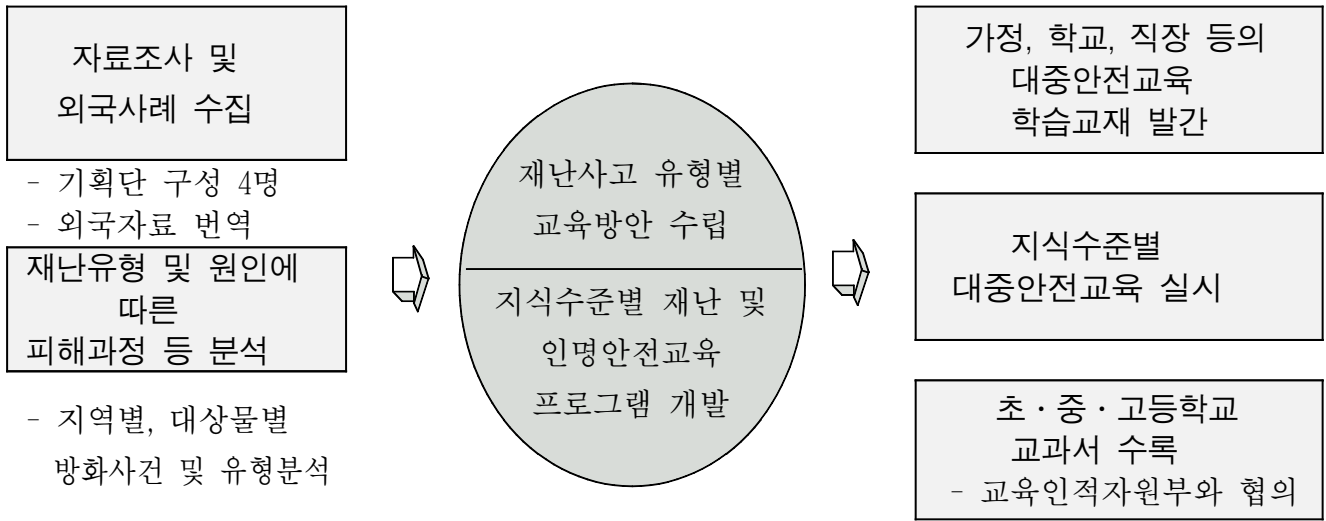 자료조사 및
외국사례 수집
- 기획단 구성 4명
- 외국자료 번역
재난유형 및 원인에
따른
피해과정 등 분석
- 지역별, 대상물별
방화사건 및 유형분석
재난사고 유형별
교육방안 수립
지식수준별 재난 및
인명안전교육
프로그램 개발
가정, 학교, 직장 등의
대중안전교육
학습교재 발간
지식수준별
대중안전교육 실시
초·중·고등학교
교과서 수록
- 교육인적자원부와 협의